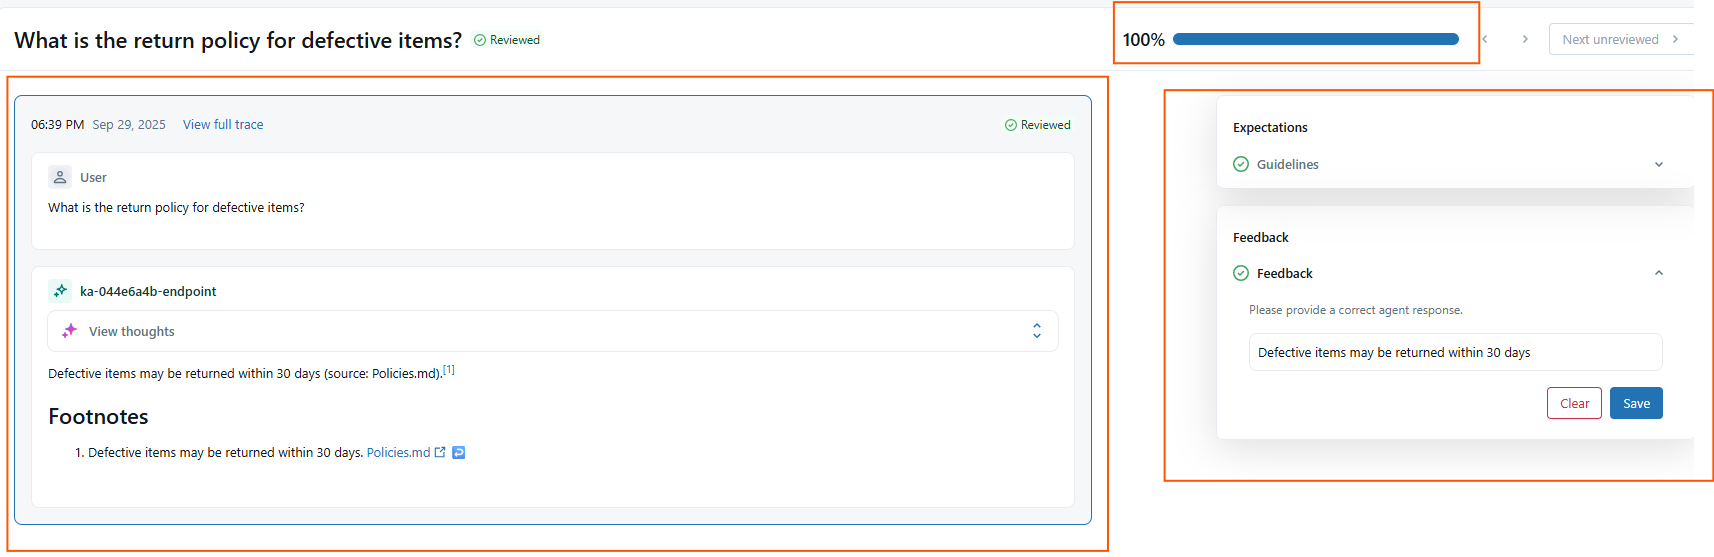 What is the return policy for defective items? Reviewed
100%
Next unreviewed
06:39 PM Sep 29, 2025 View full trace Reviewed
User
What is the return policy for defective items?
ka-044e6a4b-endpoint
View thoughts
Defective items may be returned within 30 days (source: Policies.md).[1]
Footnotes
1. Defective items may be returned within 30 days. Policies.md
Expectations
Guidelines
Feedback
Feedback
Please provide a correct agent response.
Defective items may be returned within 30 days
Clear Save